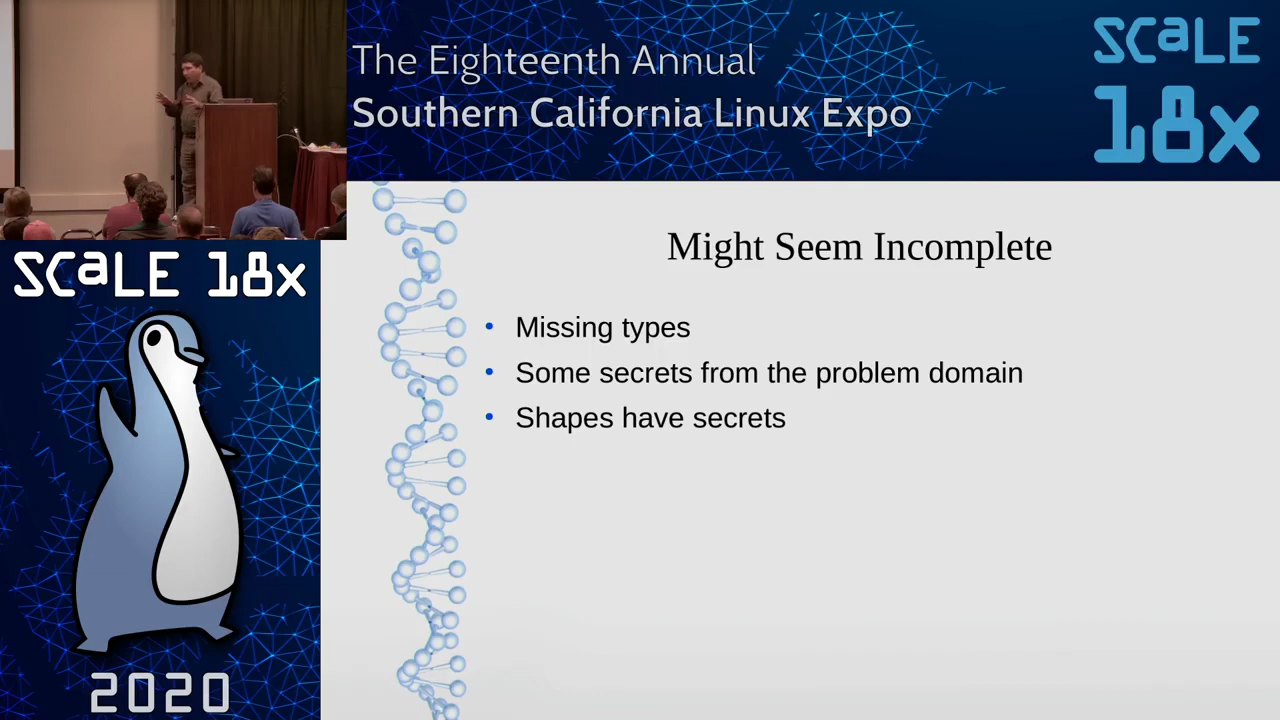 The Eighteenth Annual
Southern California Linux Expo
SCaLE
18x
SCaLE 18x
2020
Might Seem Incomplete
• Missing types
• Some secrets from the problem domain
• Shapes have secrets